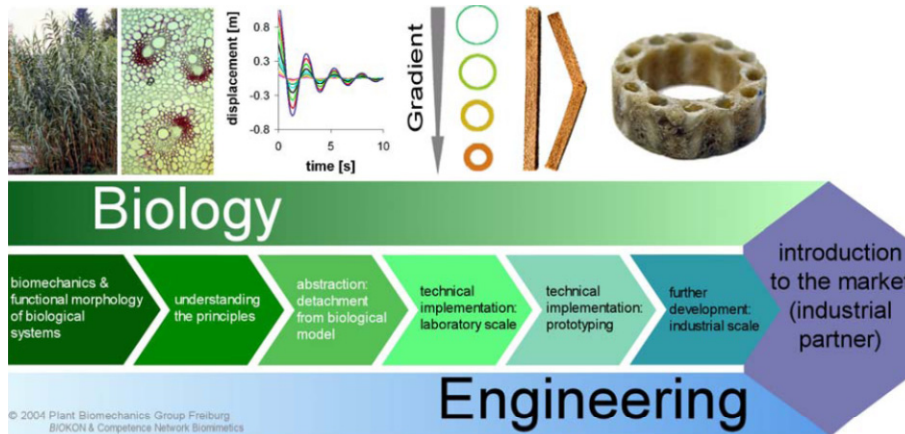 displacement [m]
0.8
0.3
-0.3
-0.8
0
5
10
time [s]
Gradient
Biology
biomechanics &
functional morphology
of biological
systems
understanding
the principles
abstraction:
detachment
from biological
model
technical
implementation:
laboratory scale
technical
implementation:
prototyping
further
development:
industrial scale
introduction
to the market
(industrial
partner)
Engineering
© 2004 Plant Biomechanics Group Freiburg
BIOKON & Competence Network Biomimetics